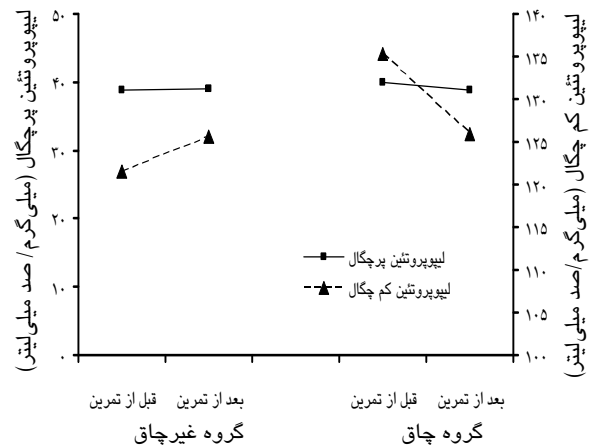 لیپوپروتئین پرچگال (میلی‌گرم/ صد میلی‌لیتر)
۵۰
۴۰
۳۰
۲۰
۱۰
۰
لیپوپروتئین کم چگال (میلی‌گرم/صد میلی‌لیتر)
۱۴۰
۱۳۵
۱۳۰
۱۲۵
۱۲۰
۱۱۵
۱۱۰
۱۰۵
۱۰۰
لیپوپروتئین پرچگال
لیپوپروتئین کم چگال
قبل از تمرین
بعد از تمرین
قبل از تمرین
بعد از تمرین
گروه غیرچاق
گروه چاق